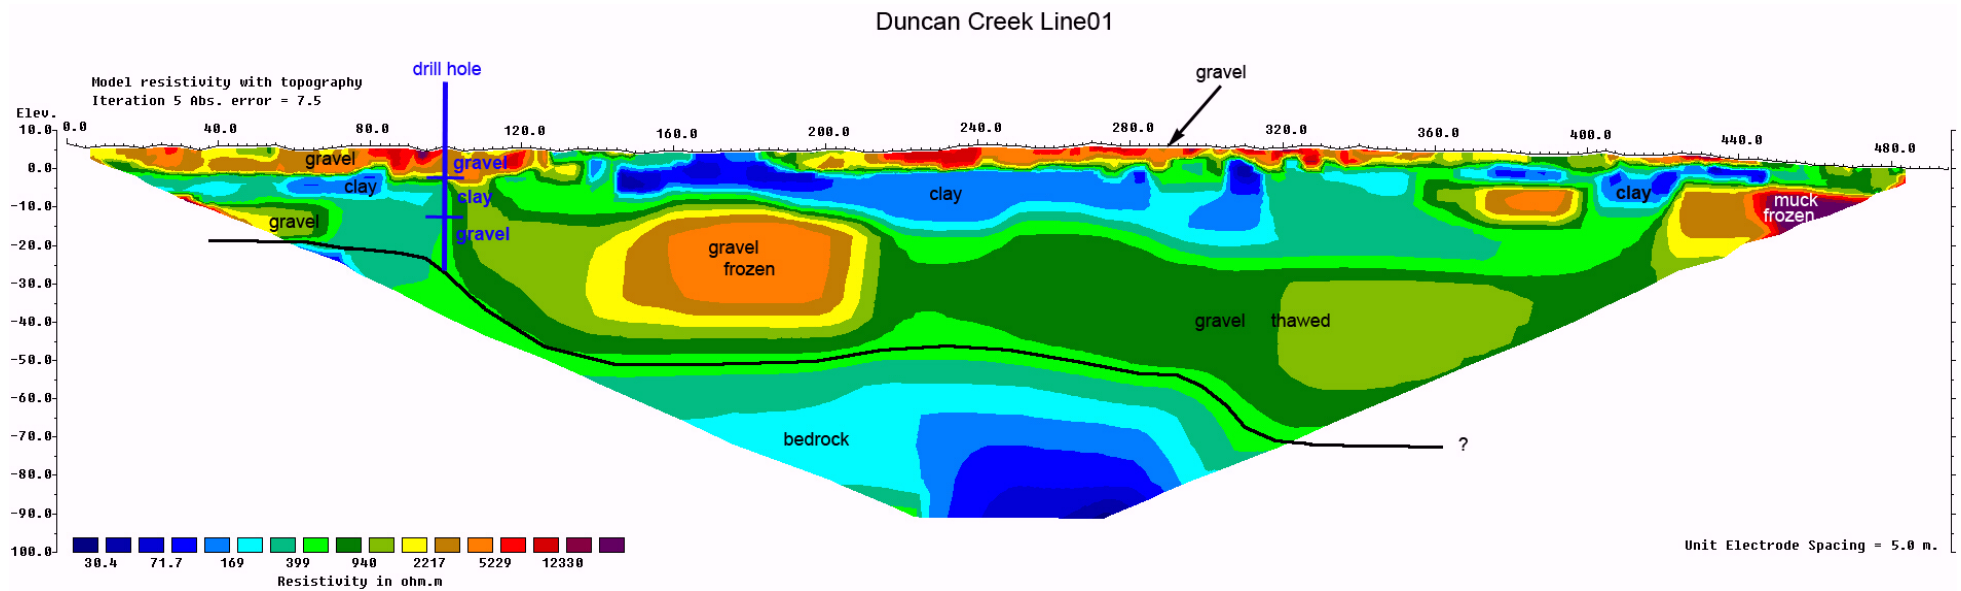 Duncan Creek Line01
drill hole
gravel
Model resistivity with topography
Iteration 5 Abs. error = 7.5
Elev.
10.0 0.0 40.0 80.0 120.0 160.0 200.0 240.0 280.0 320.0 360.0 400.0 440.0 480.0
gravel gravel
0.0
clay clay clay clay muck
-10.0 frozen
gravel gravel
-20.0 gravel
frozen
-30.0
-40.0 gravel thawed
-50.0
-60.0
-70.0 bedrock ?
-80.0
-90.0
100.0
30.4 71.7 169 399 940 2217 5229 12330
Resistivity in ohm.m
Unit Electrode Spacing = 5.0 m.